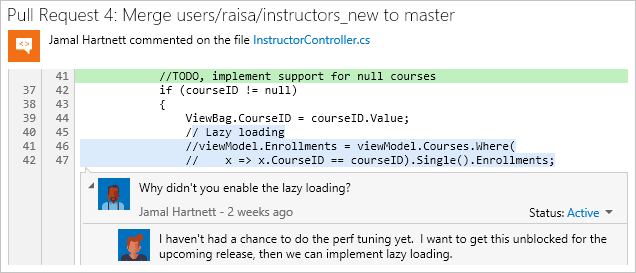 Pull Request 4: Merge users/raisa/instructors_new to master
Jamal Hartnett commented on the file InstructorController.cs
41 //TODO, implement support for null courses
37 42 if (courseID != null)
38 43 {
39 44 ViewBag.CourseID = courseID.Value;
40 45 // Lazy loading
41 46 //viewModel.Enrollments = viewModel.Courses.Where(
42 47 // x => x.CourseID == courseID).Single().Enrollments;
Why didn't you enable the lazy loading?
Jamal Hartnett - 2 weeks ago Status: Active
I haven't had a chance to do the perf tuning yet. I want to get this unblocked for the
upcoming release, then we can implement lazy loading.